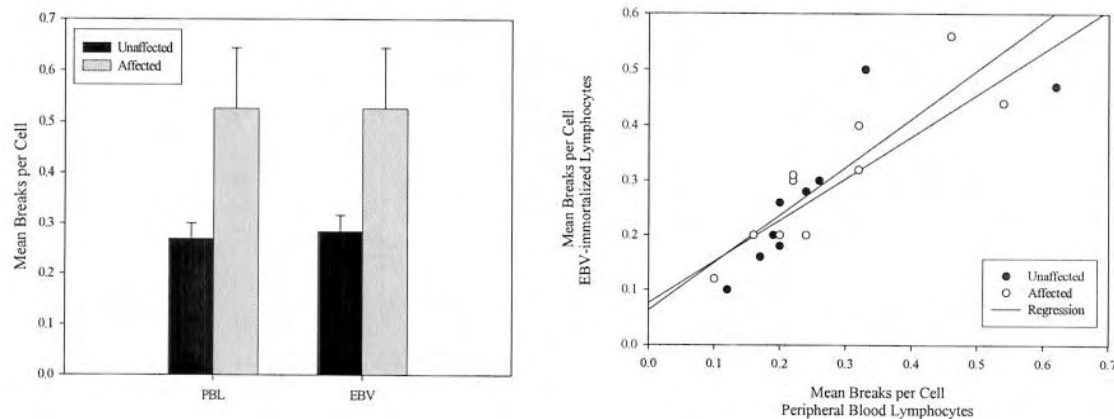 0.7
0.6
0.5
0.4
0.3
0.2
0.1
0.0
Mean Breaks per Cell
Unaffected
Affected
PBL
EBV
0.6
0.5
0.4
0.3
0.2
0.1
0.0
Mean Breaks per Cell
EBV-immortalized Lymphocytes
Unaffected
Affected
Regression
0.0 0.1 0.2 0.3 0.4 0.5 0.6 0.7
Mean Breaks per Cell
Peripheral Blood Lymphocytes